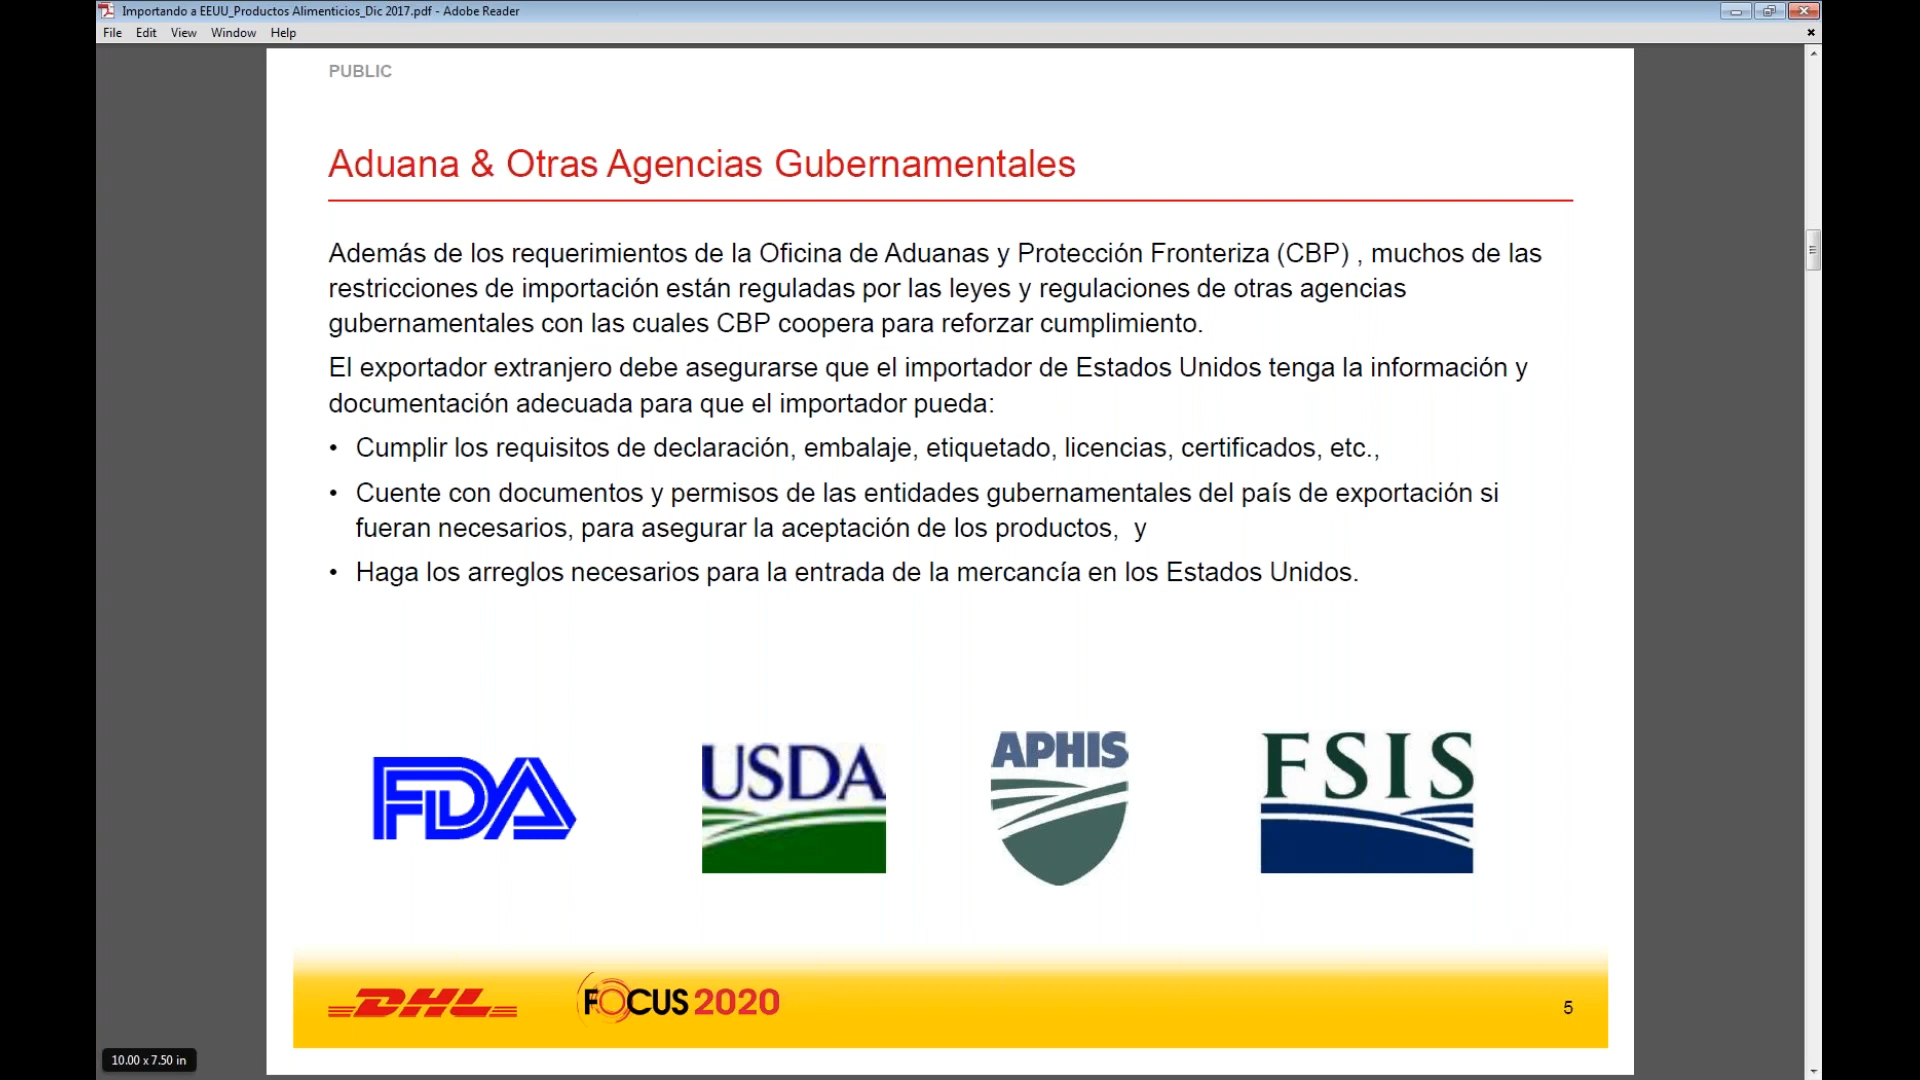 Importando a EEUU_Productos Alimenticios_Dic 2017.pdf - Adobe Reader
File Edit View Window Help
PUBLIC
Aduana & Otras Agencias Gubernamentales
Además de los requerimientos de la Oficina de Aduanas y Protección Fronteriza (CBP) , muchos de las
restricciones de importación están reguladas por las leyes y regulaciones de otras agencias
gubernamentales con las cuales CBP coopera para reforzar cumplimiento.
El exportador extranjero debe asegurarse que el importador de Estados Unidos tenga la información y
documentación adecuada para que el importador pueda:
• Cumplir los requisitos de declaración, embalaje, etiquetado, licencias, certificados, etc.,
• Cuente con documentos y permisos de las entidades gubernamentales del país de exportación si
fueran necesarios, para asegurar la aceptación de los productos, y
• Haga los arreglos necesarios para la entrada de la mercancía en los Estados Unidos.
FDA USDA APHIS FSIS
DHL FOCUS 2020 5
10.00 x 7.50 in